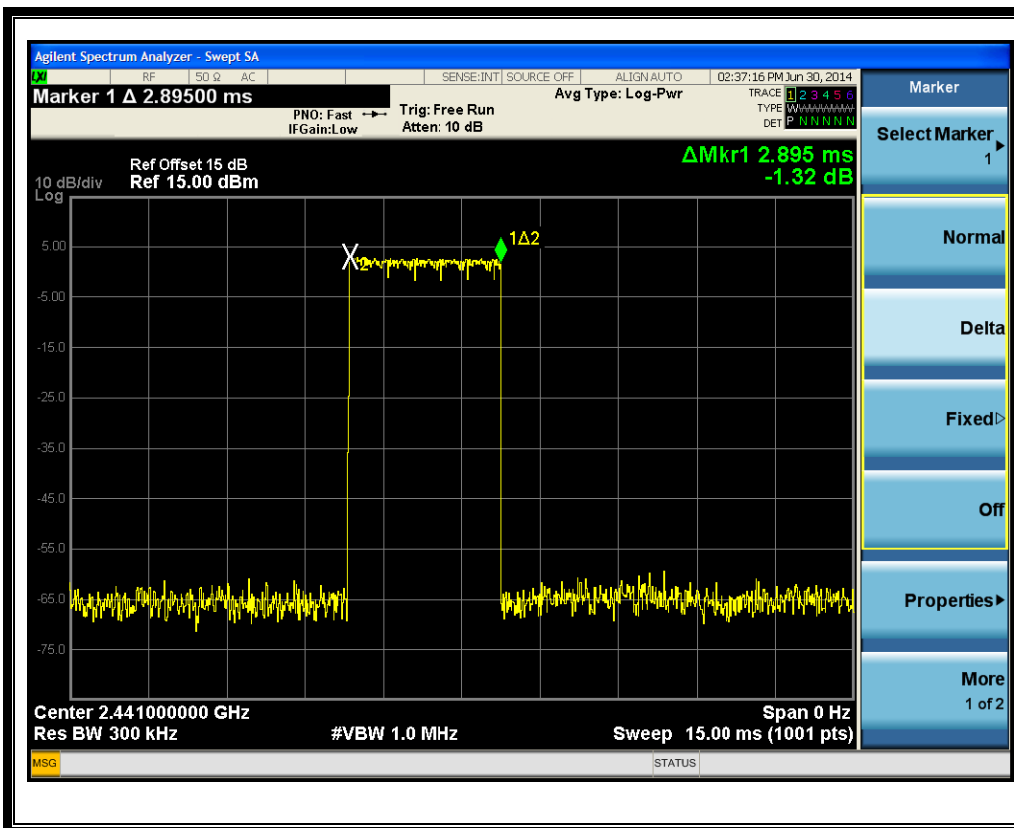 Agilent Spectrum Analyzer - Swept SA
LXI RF 50 Ω AC SENSE:INT SOURCE OFF ALIGN AUTO 02:37:16 PM Jun 30, 2014
Marker 1 Δ 2.89500 ms
PNO: Fast
IFGain:Low
Trig: Free Run
Atten: 10 dB
Avg Type: Log-Pwr
TRACE 1 2 3 4 5 6
TYPE WWWWWW
DET P N N N N N
ΔMkr1 2.895 ms
-1.32 dB
Ref Offset 15 dB
10 dB/div Ref 15.00 dBm
Log
5.00
-5.00
-15.0
-25.0
-35.0
-45.0
-55.0
-65.0
-75.0
X2
1Δ2
Center 2.441000000 GHz Span 0 Hz
Res BW 300 kHz #VBW 1.0 MHz Sweep 15.00 ms (1001 pts)
MSG STATUS
Marker
Select Marker
1
Normal
Delta
Fixed
Off
Properties
More
1 of 2